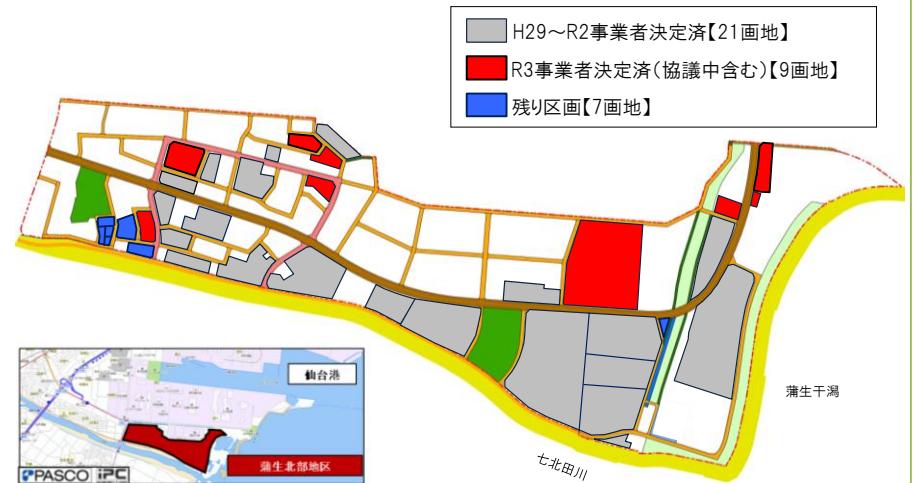 H29～R2事業者決定済【21画地】
R3事業者決定済(協議中含む)【9画地】
残り区画【7画地】
蒲生干潟
七北田川
仙台港
蒲生北部地区
PASCO iPC